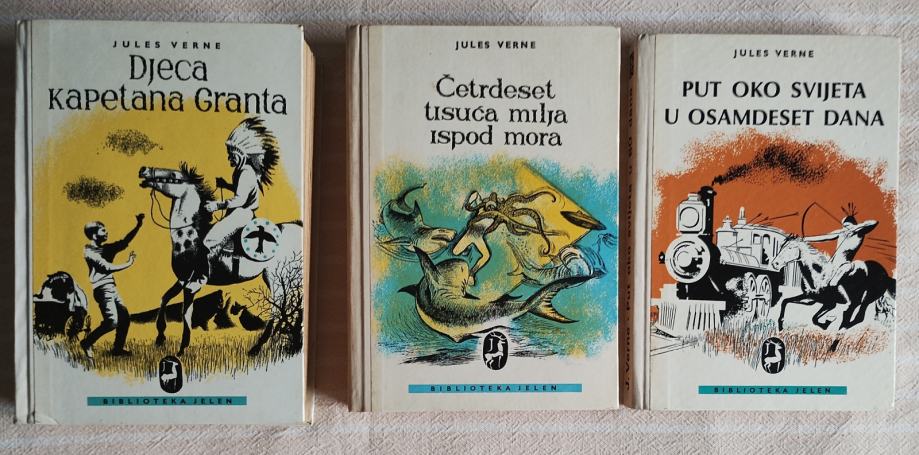 JULES VERNE
Djeca
Kapetana Granta
BIBLIOTEKA JELEN
JULES VERNE
Četrdeset
tisuća milja
ispod mora
BIBLIOTEKA JELEN
JULES VERNE
PUT OKO SVIJETA
U OSAMDESET DANA
BIBLIOTEKA JELEN